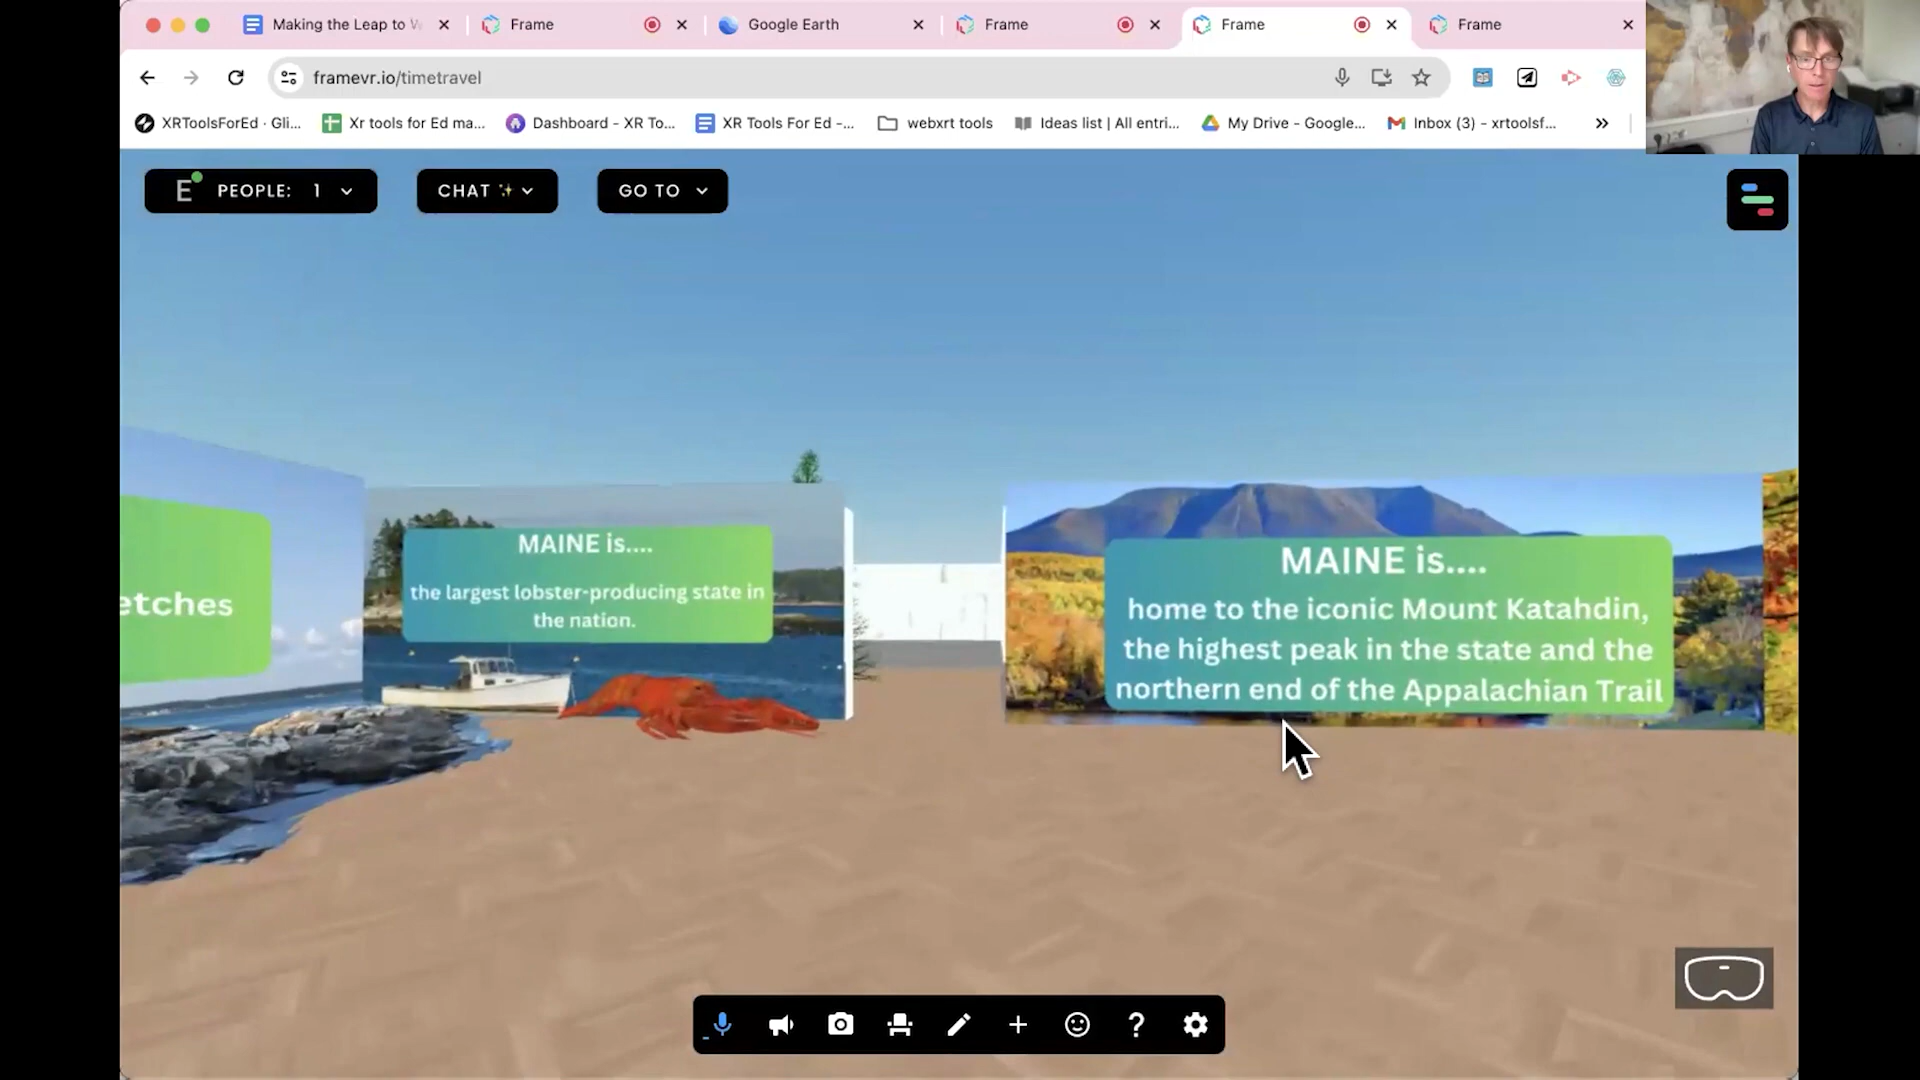 Making the Leap to V
Frame
Google Earth
Frame
Frame
Frame
framevr.io/timetravel
XRToolsForEd · Gli...
Xr tools for Ed ma...
Dashboard - XR To...
XR Tools For Ed -...
webxrt tools
Ideas list | All entri...
My Drive - Google...
Inbox (3) - xrtoolsf...
E PEOPLE: 1
CHAT
GO TO
etches
MAINE is....
the largest lobster-producing state in
the nation.
MAINE is....
home to the iconic Mount Katahdin,
the highest peak in the state and the
northern end of the Appalachian Trail